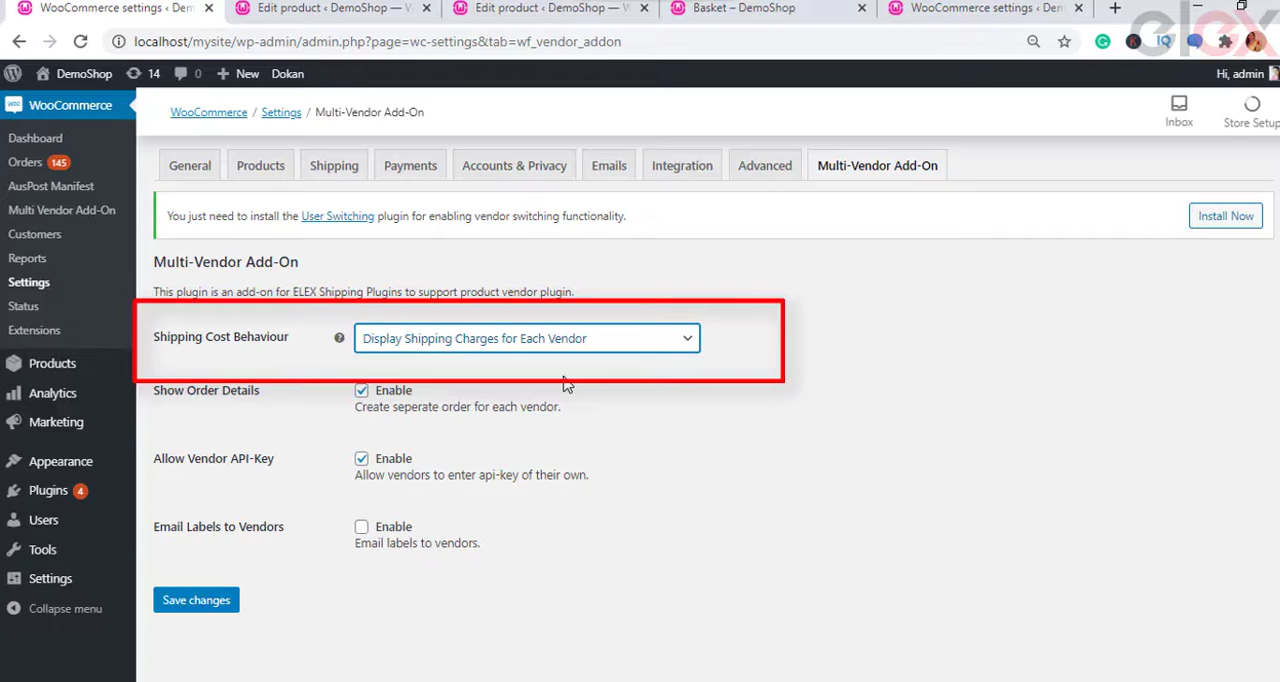 WooCommerce settings ‹ Dem
Edit product ‹ DemoShop — W
Edit product ‹ DemoShop — W
Basket – DemoShop
WooCommerce settings ‹ Dem
elex
localhost/mysite/wp-admin/admin.php?page=wc-settings&tab=wf_vendor_addon
DemoShop 14 0 New Dokan Hi, admin
WooCommerce
Dashboard
Orders 145
AusPost Manifest
Multi Vendor Add-On
Customers
Reports
Settings
Status
Extensions
Products
Analytics
Marketing
Appearance
Plugins 4
Users
Tools
Settings
Collapse menu
WooCommerce / Settings / Multi-Vendor Add-On
Inbox
Store Setu
General Products Shipping Payments Accounts & Privacy Emails Integration Advanced Multi-Vendor Add-On
You just need to install the User Switching plugin for enabling vendor switching functionality.
Install Now
Multi-Vendor Add-On
This plugin is an add-on for ELEX Shipping Plugins to support product vendor plugin.
Shipping Cost Behaviour ? Display Shipping Charges for Each Vendor
Show Order Details Enable
Create seperate order for each vendor.
Allow Vendor API-Key Enable
Allow vendors to enter api-key of their own.
Email Labels to Vendors Enable
Email labels to vendors.
Save changes